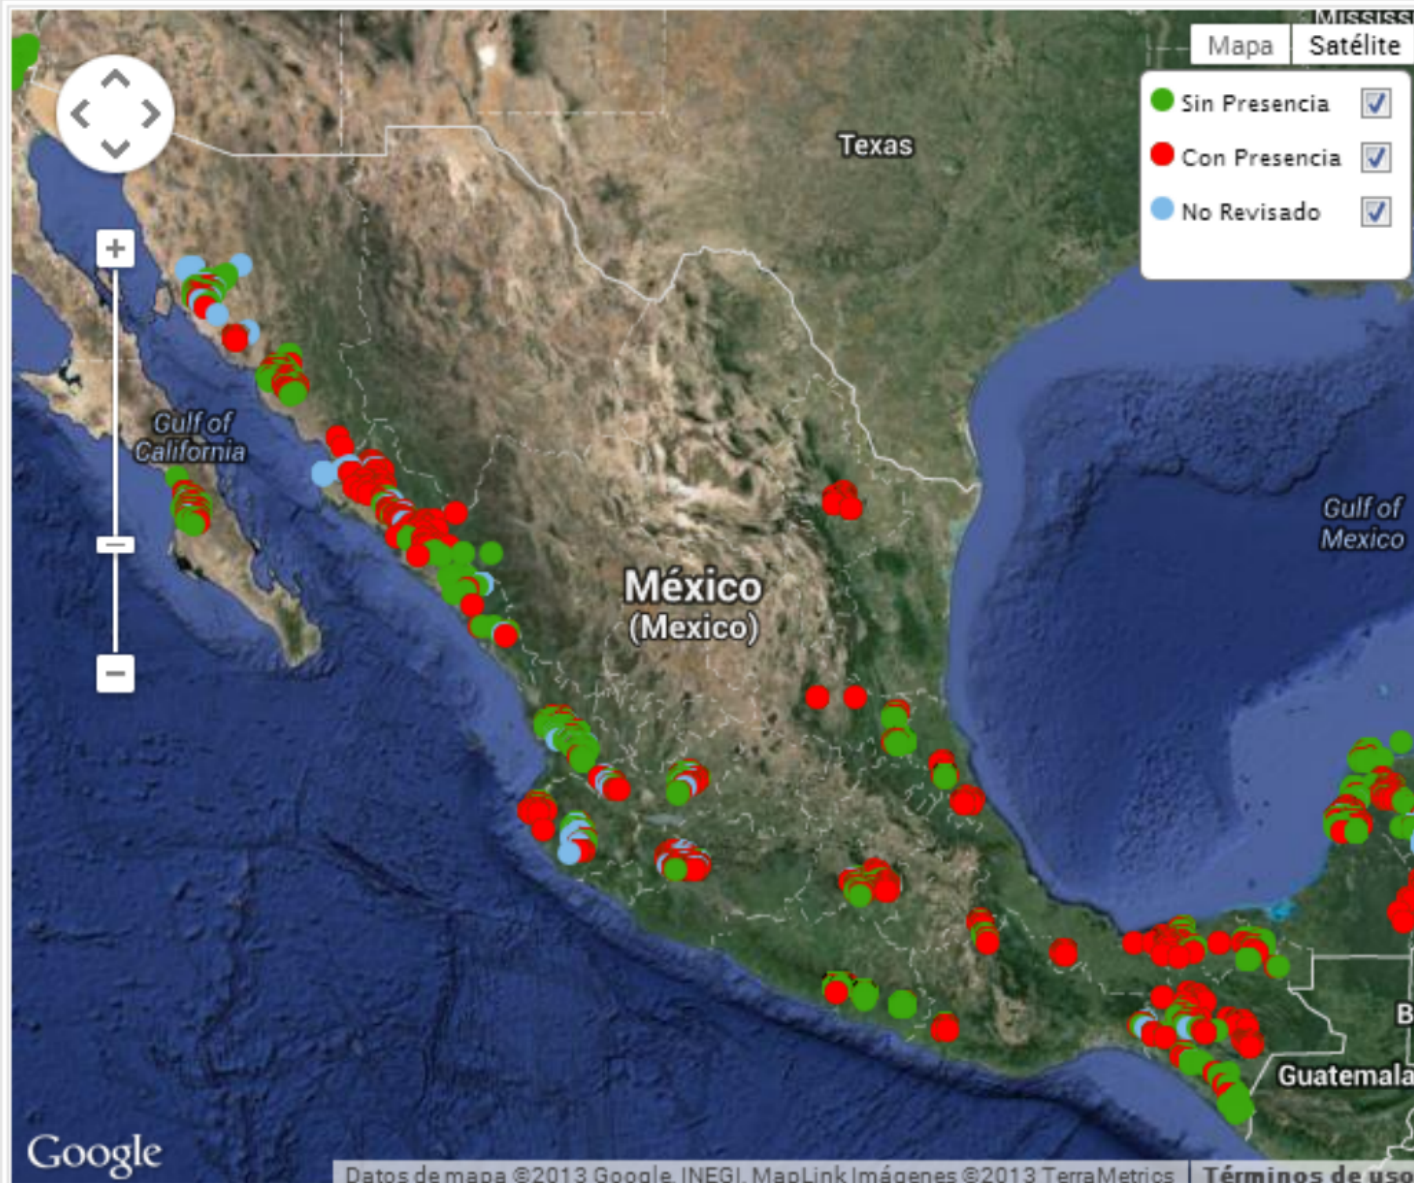 Mississ
Mapa
Satélite
Sin Presencia
Con Presencia
No Revisado
Texas
Gulf of
California
Gulf of
Mexico
México
(Mexico)
B
Guatemala
Google
Datos de mapa ©2013 Google, INEGI, MapLink Imágenes ©2013 TerraMetrics
Términos de uso